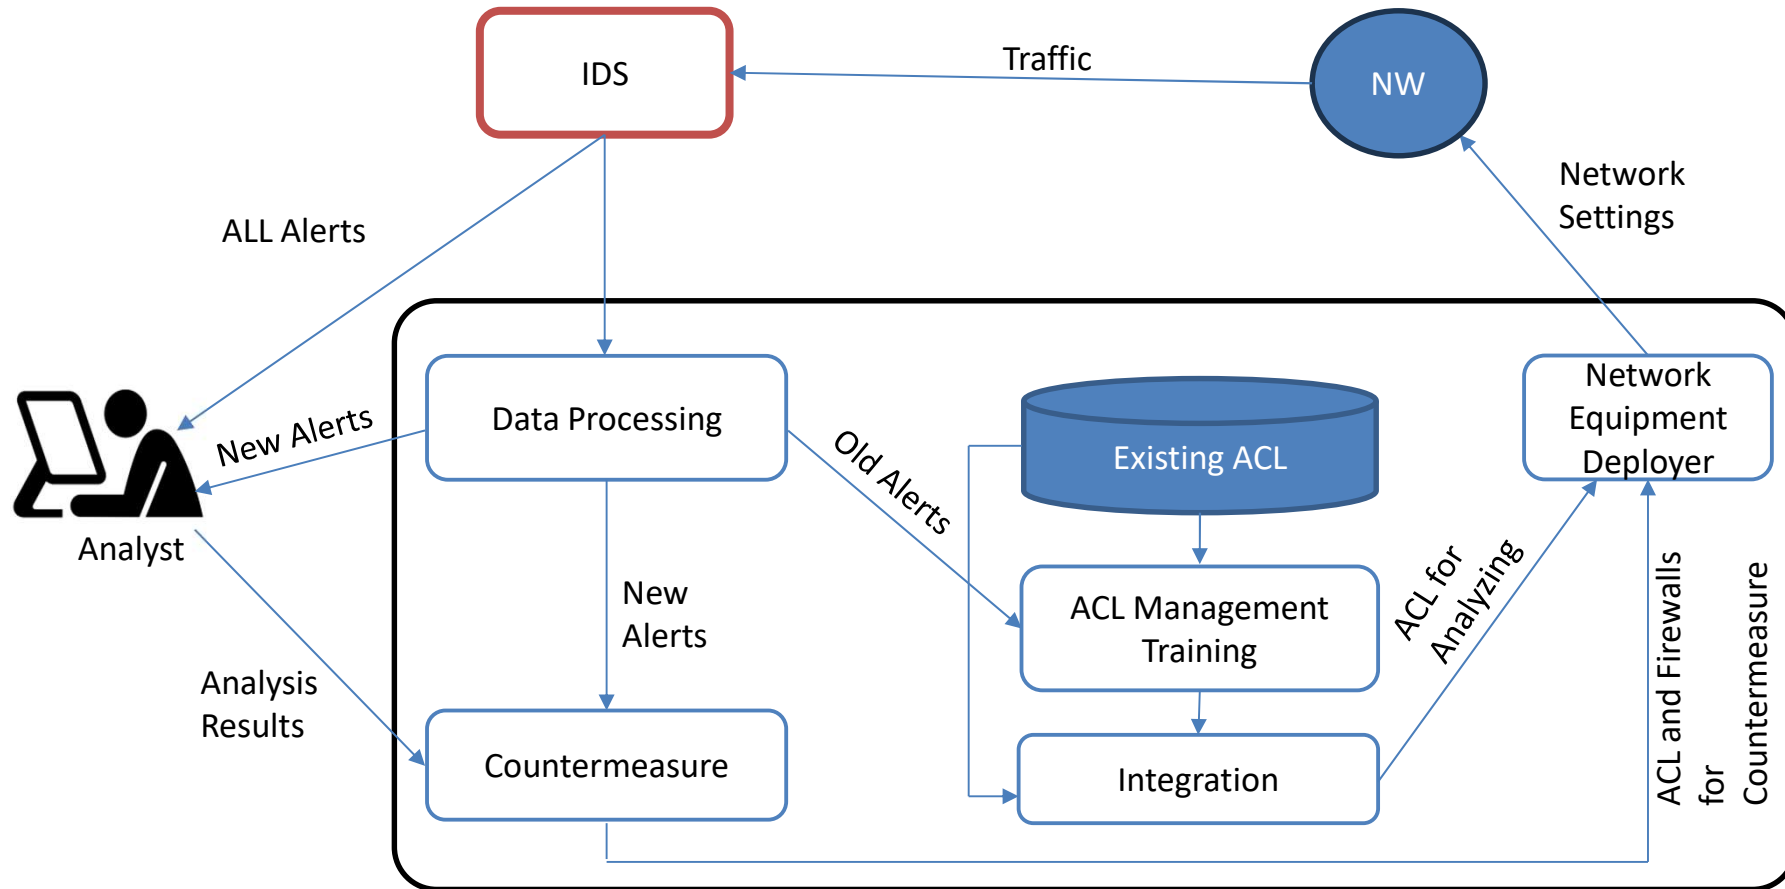 IDS
Traffic
NW
Network
Settings
ALL Alerts
Data Processing
New Alerts
Old Alerts
Existing ACL
Network
Equipment
Deployer
Analyst
New
Alerts
ACL Management
Training
ACL for
Analyzing
ACL and Firewalls
for
Countermeasure
Analysis
Results
Countermeasure
Integration